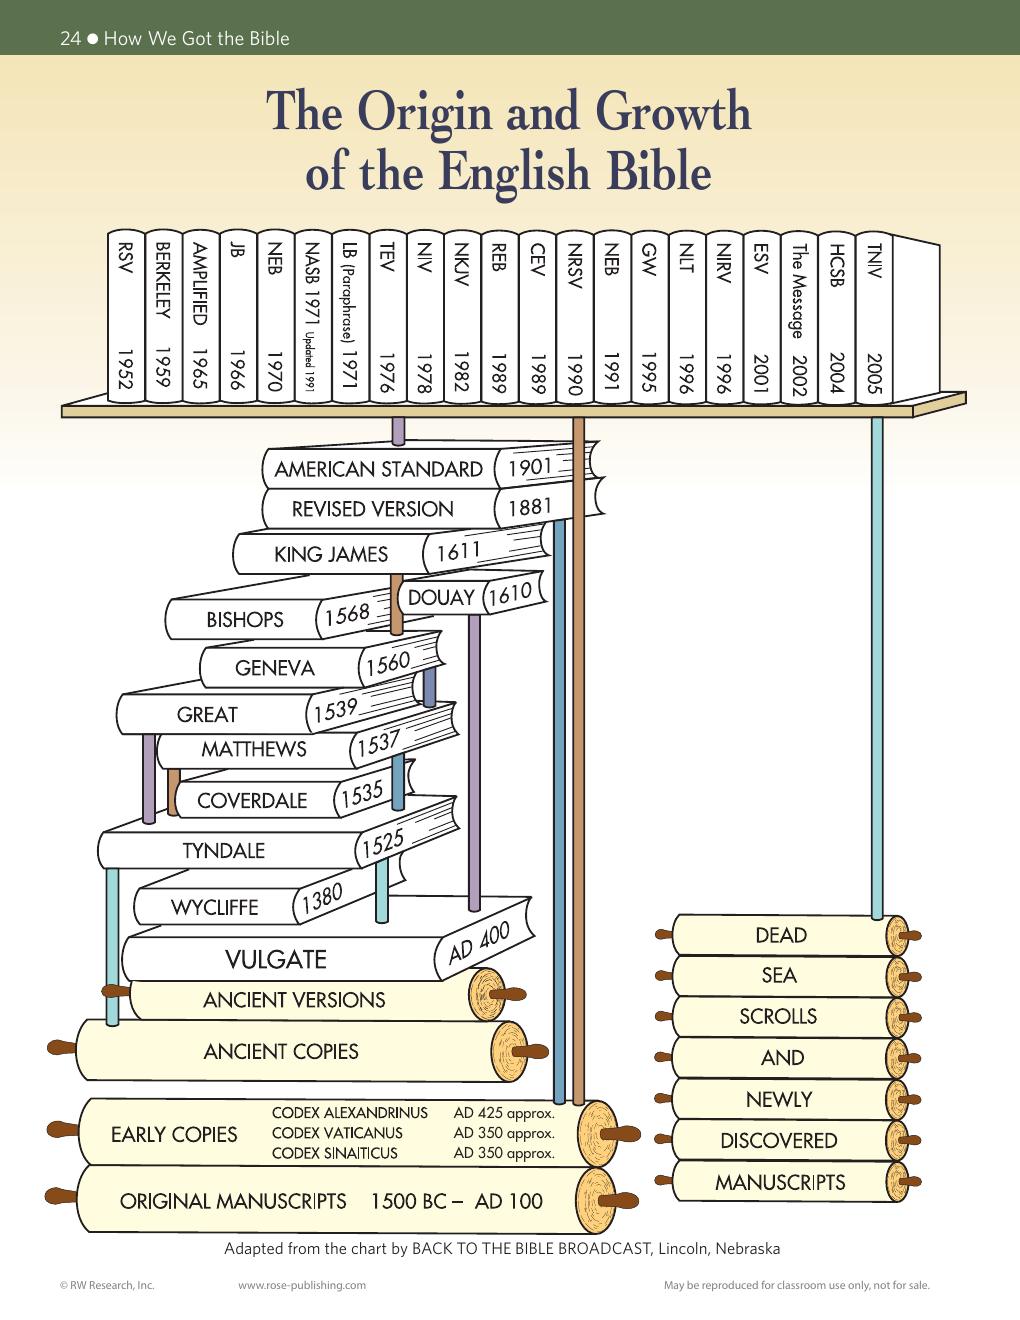 24 ● How We Got the Bible
The Origin and Growth
of the English Bible
RSV 1952
BERKELEY 1959
AMPLIFIED 1965
JB 1966
NEB 1970
NASB 1971 Updated 1991
LB (Paraphrase) 1971
TEV 1976
NIV 1978
NKJV 1982
REB 1989
CEV 1989
NRSV 1990
NEB 1991
GW 1995
NLT 1996
NIRV 1996
ESV 2001
The Message 2002
HCSB 2004
TNIV 2005
AMERICAN STANDARD 1901
REVISED VERSION 1881
KING JAMES 1611
DOUAY 1610
BISHOPS 1568
GENEVA 1560
GREAT 1539
MATTHEWS 1537
COVERDALE 1535
TYNDALE 1525
WYCLIFFE 1380
VULGATE AD 400
ANCIENT VERSIONS
ANCIENT COPIES
EARLY COPIES
CODEX ALEXANDRINUS AD 425 approx.
CODEX VATICANUS AD 350 approx.
CODEX SINAITICUS AD 350 approx.
ORIGINAL MANUSCRIPTS 1500 BC – AD 100
DEAD
SEA
SCROLLS
AND
NEWLY
DISCOVERED
MANUSCRIPTS
Adapted from the chart by BACK TO THE BIBLE BROADCAST, Lincoln, Nebraska
© RW Research, Inc. www.rose-publishing.com May be reproduced for classroom use only, not for sale.